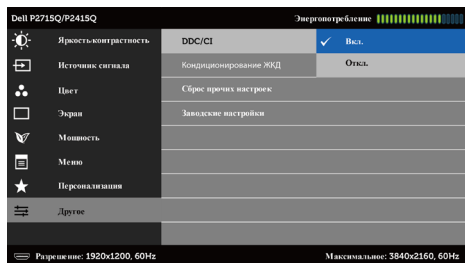 Dell P2715Q/P2415Q Энергопотребление
Яркость/контрастность DDC/CI Вкл.
Источник сигнала Кондиционирование ЖКД Откл.
Цвет Сброс прочих настроек
Экран Заводские настройки
Мощность
Меню
Персонализация
Другое
Разрешение: 1920x1200, 60Hz Максимальное: 3840x2160, 60Hz